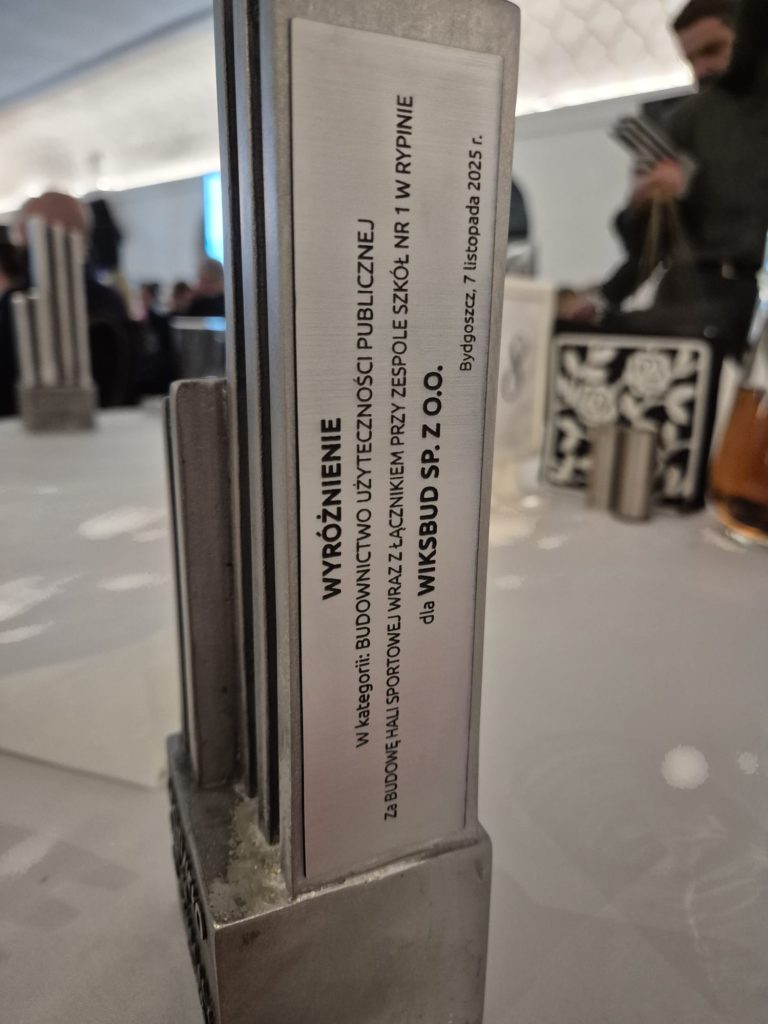 WYRÓŻNIENIE
W kategorii: BUDOWNICTWO UŻYTECZNOŚCI PUBLICZNEJ
Za BUDOWĘ HALI SPORTOWEJ WRAZ Z ŁĄCZNIKIEM PRZY ZESPOLE SZKÓŁ NR 1 W RYPINIE
dla WIKSBUD SP. Z O.O.
Bydgoszcz, 7 listopada 2025 r.